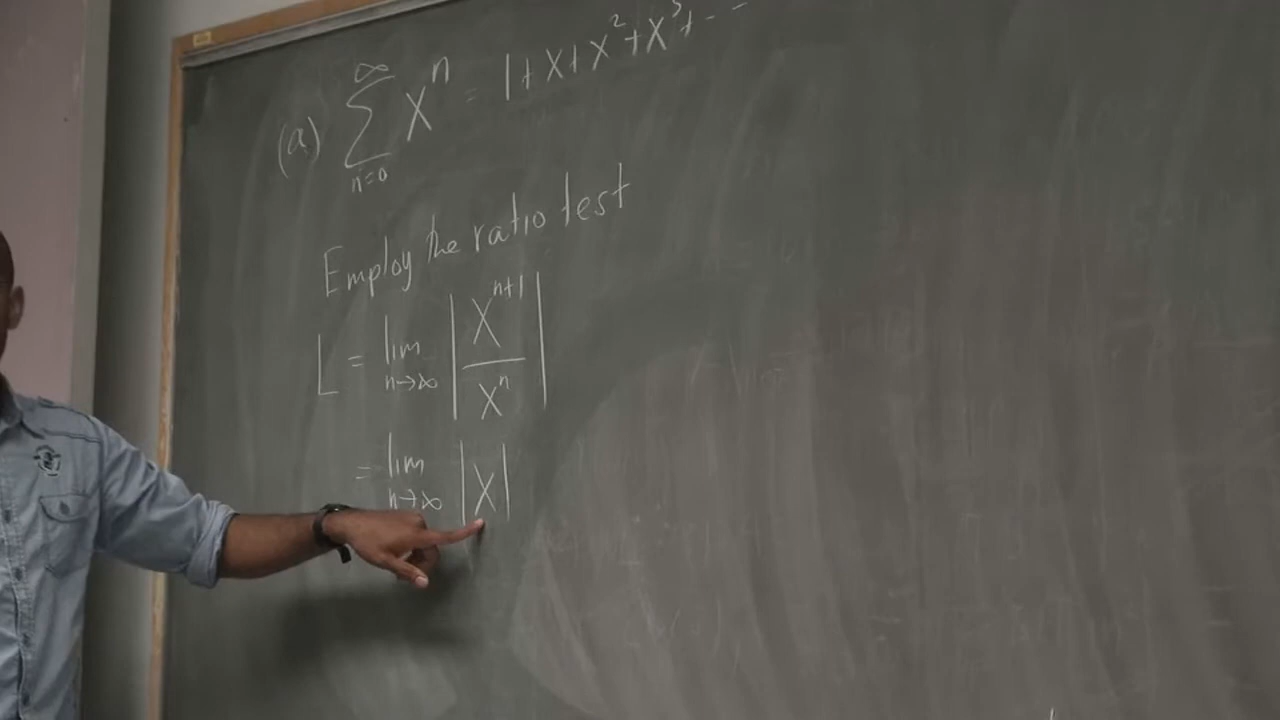 (a) ∑_{n=0}^{∞} x^n = 1 + x + x^2 + x^3 + - -
Employ the ratio test
L = lim_{n→∞} | x^{n+1} / x^n |
= lim_{n→∞} | x |